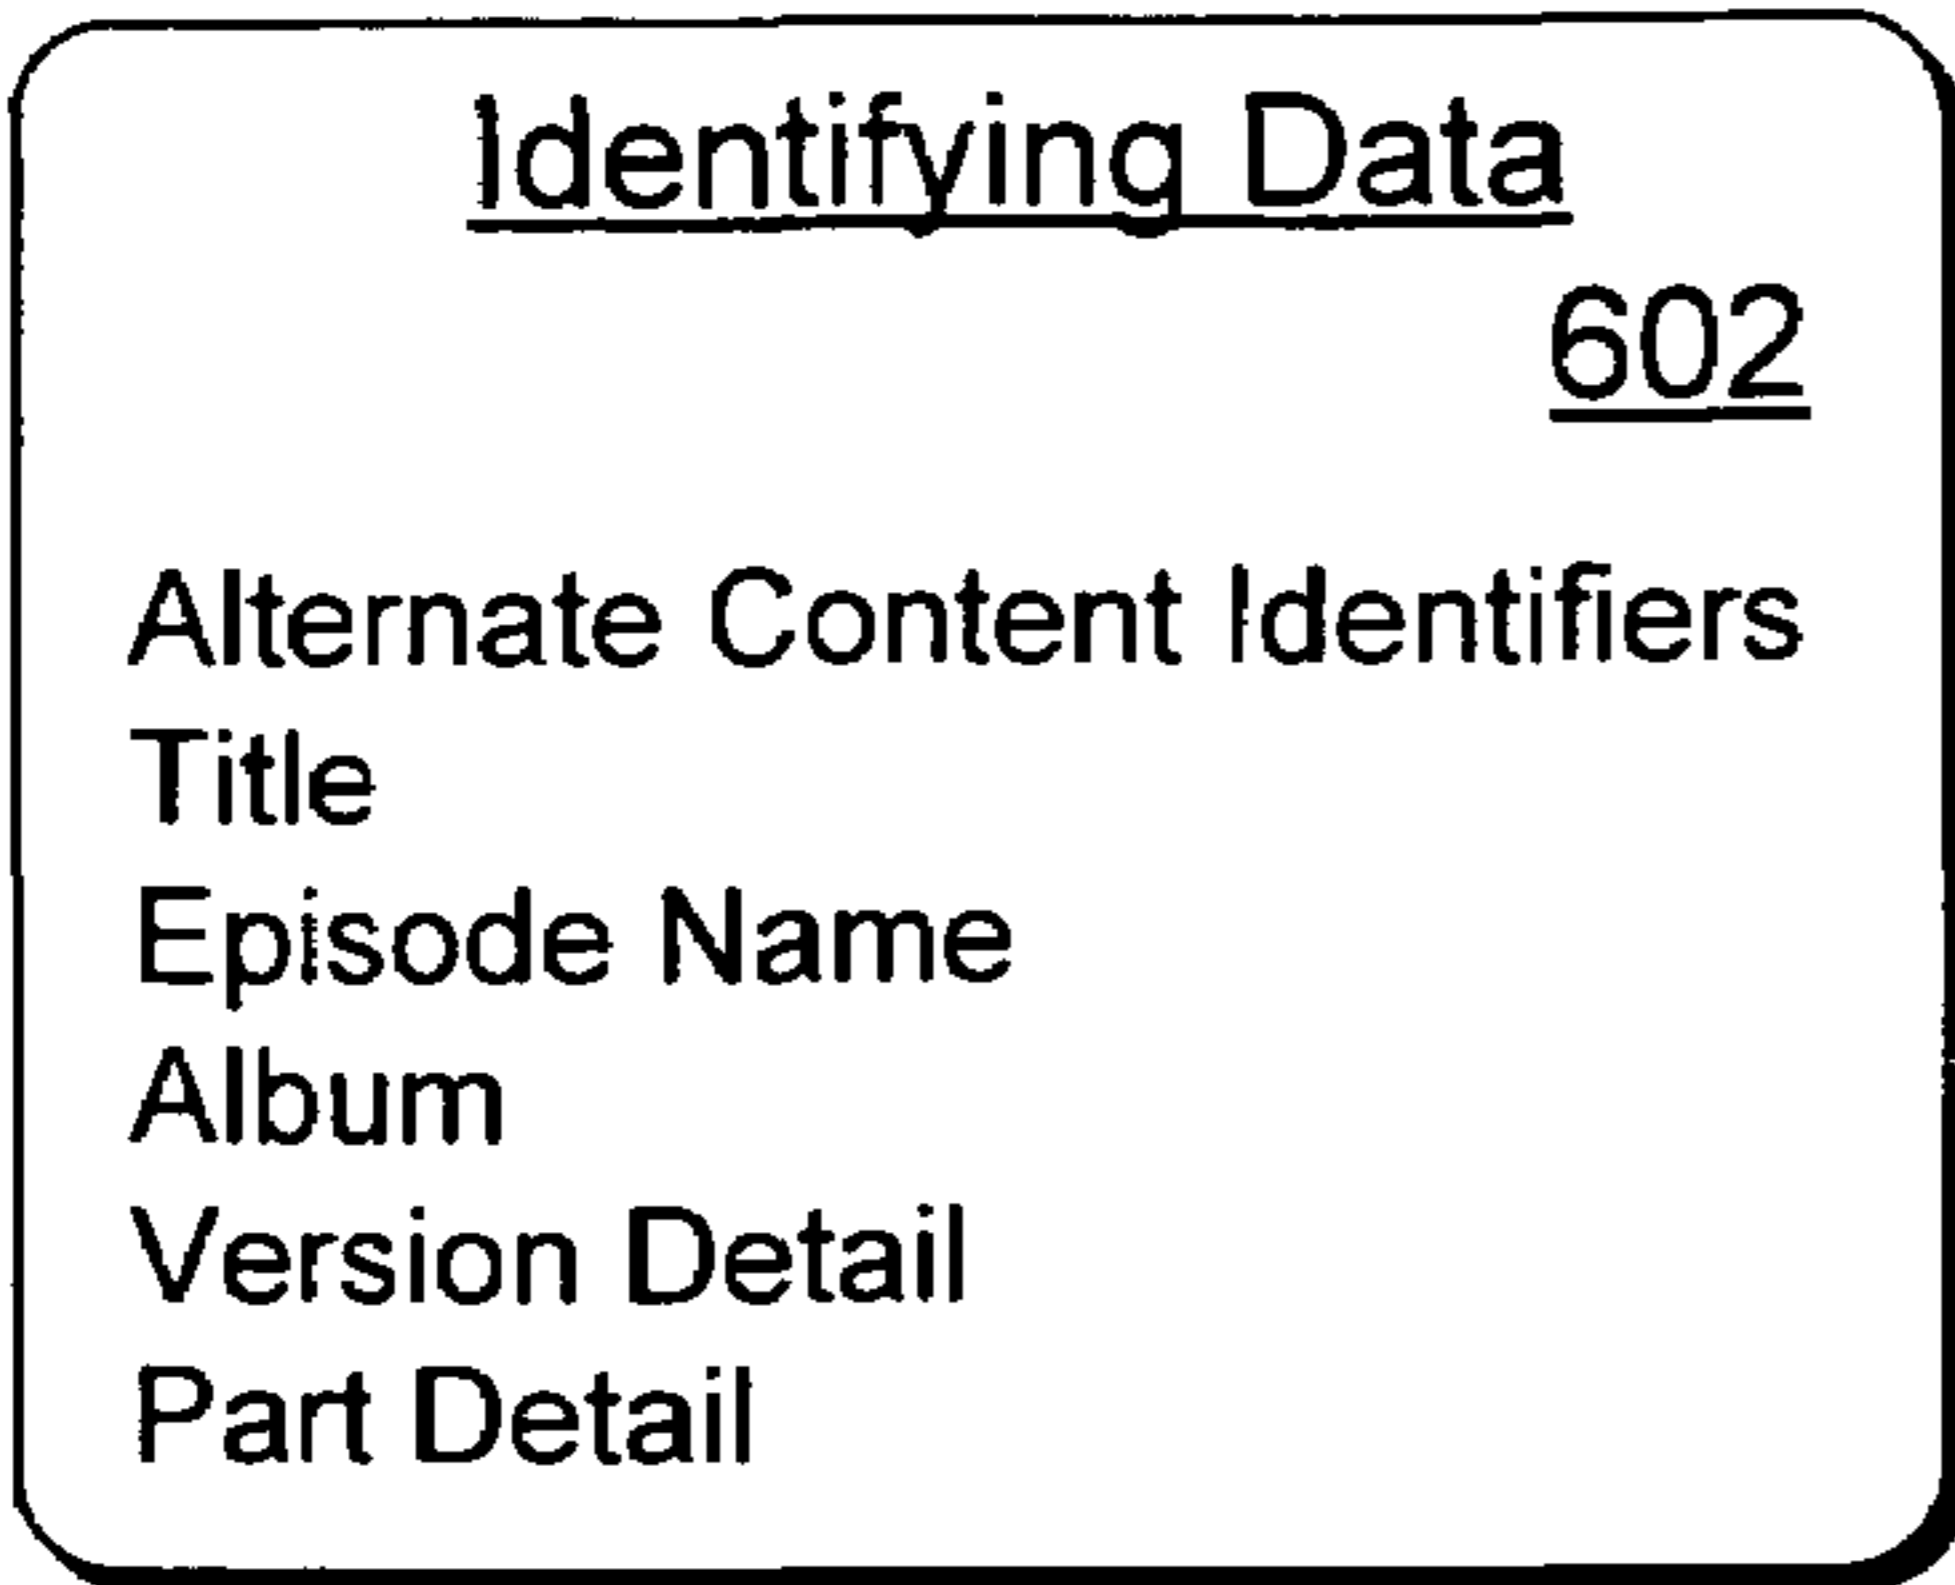 Identifying Data
602
Alternate Content Identifiers
Title
Episode Name
Album
Version Detail
Part Detail